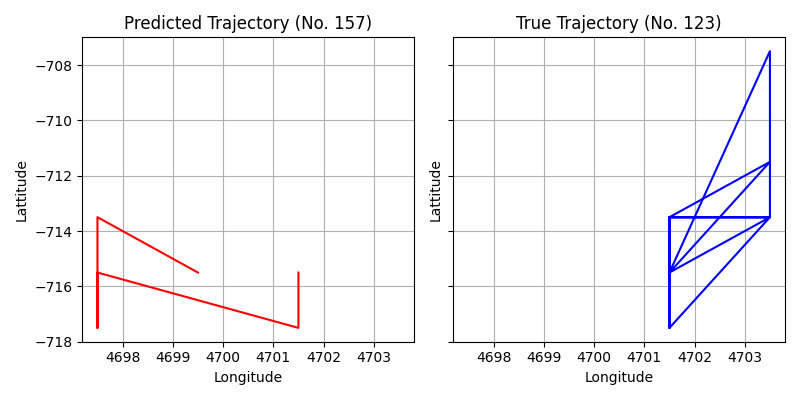 Predicted Trajectory (No. 157)
True Trajectory (No. 123)
−708
−710
−712
−714
−716
−718
Lattitude
4698 4699 4700 4701 4702 4703
Longitude
Lattitude
4698 4699 4700 4701 4702 4703
Longitude